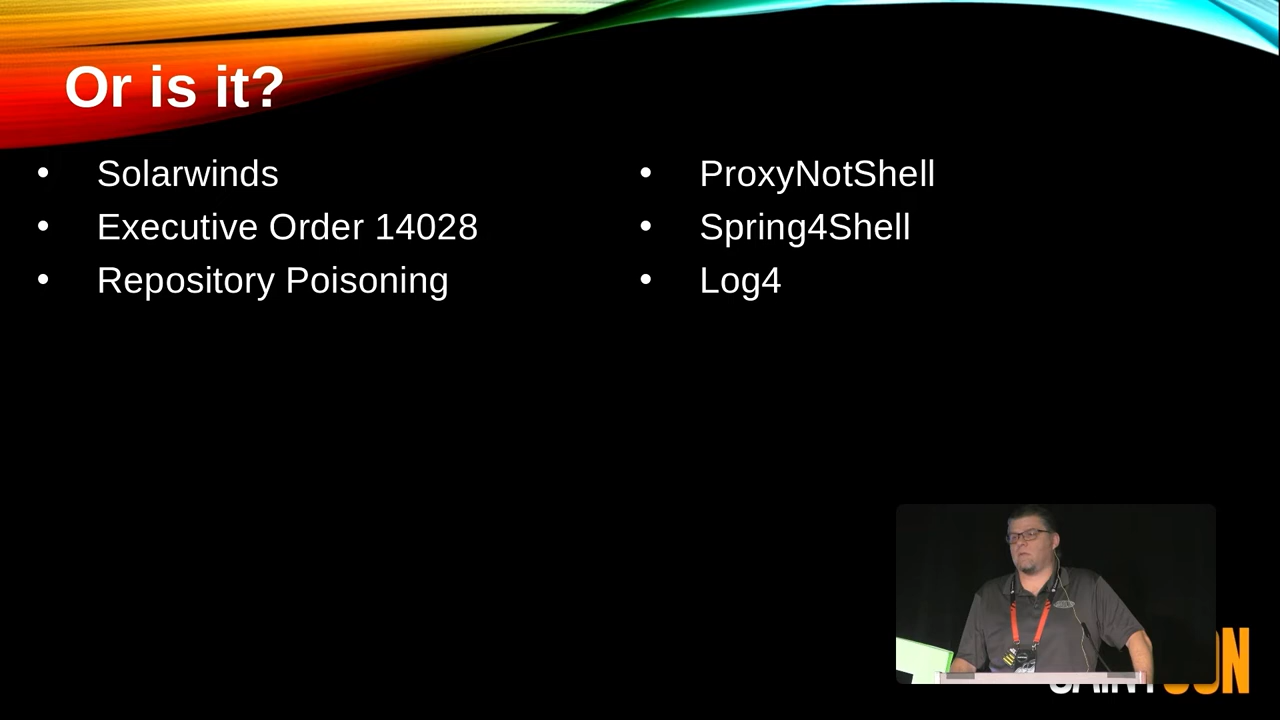 Or is it?
Solarwinds
Executive Order 14028
Repository Poisoning
ProxyNotShell
Spring4Shell
Log4